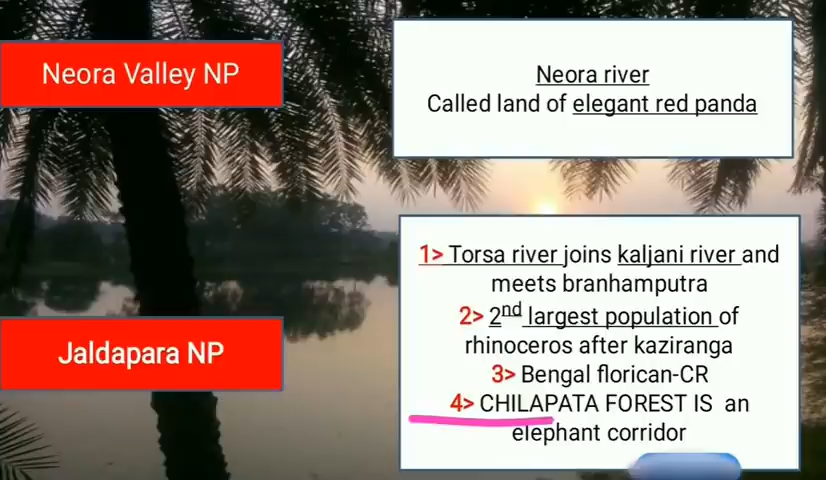 Neora Valley NP
Neora river
Called land of elegant red panda
Jaldapara NP
1> Torsa river joins kaljani river and
meets branhamputra
2> 2nd largest population of
rhinoceros after kaziranga
3> Bengal florican-CR
4> CHILAPATA FOREST IS an
elephant corridor